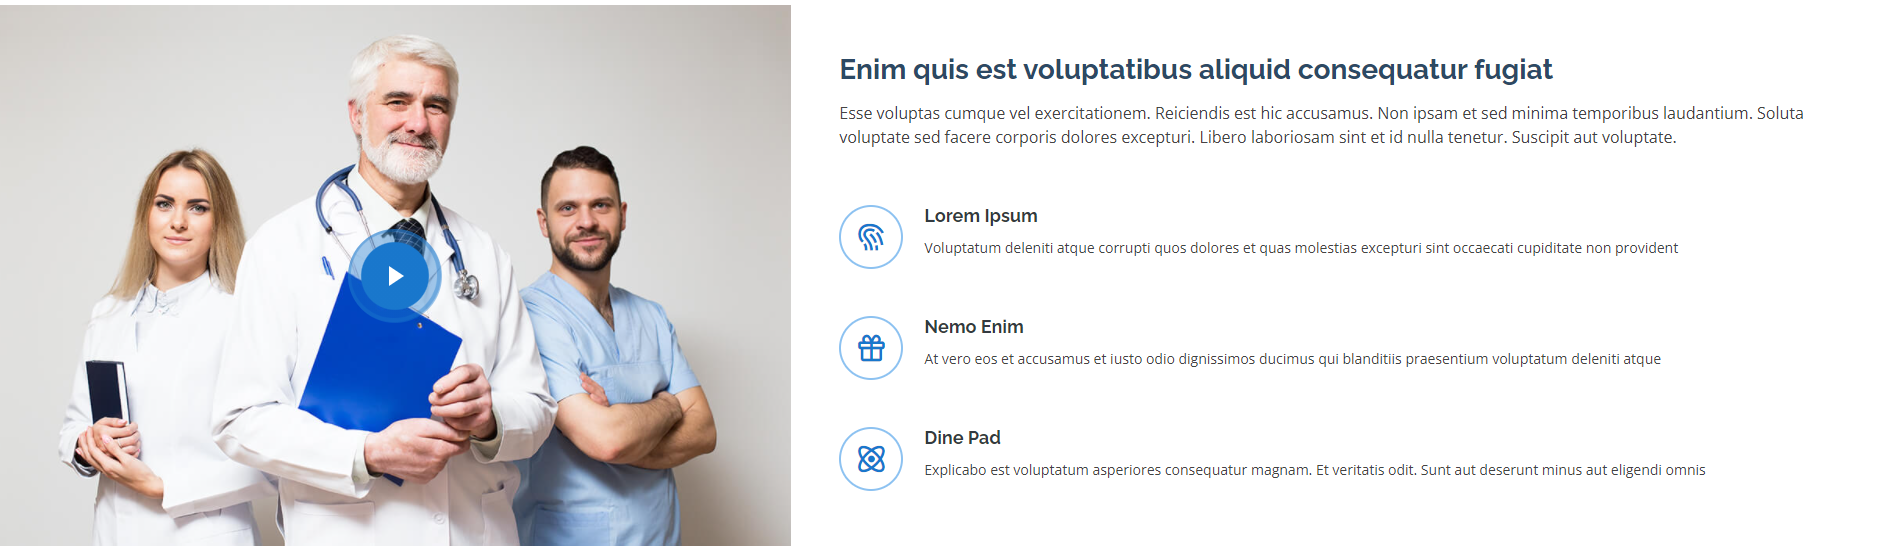 Enim quis est voluptatibus aliquid consequatur fugiat
Esse voluptas cumque vel exercitationem. Reiciendis est hic accusamus. Non ipsam et sed minima temporibus laudantium. Soluta
voluptate sed facere corporis dolores excepturi. Libero laboriosam sint et id nulla tenetur. Suscipit aut voluptate.
Lorem Ipsum
Voluptatum deleniti atque corrupti quos dolores et quas molestias excepturi sint occaecati cupiditate non provident
Nemo Enim
At vero eos et accusamus et iusto odio dignissimos ducimus qui blanditiis praesentium voluptatum deleniti atque
Dine Pad
Explicabo est voluptatum asperiores consequatur magnam. Et veritatis odit. Sunt aut deserunt minus aut eligendi omnis